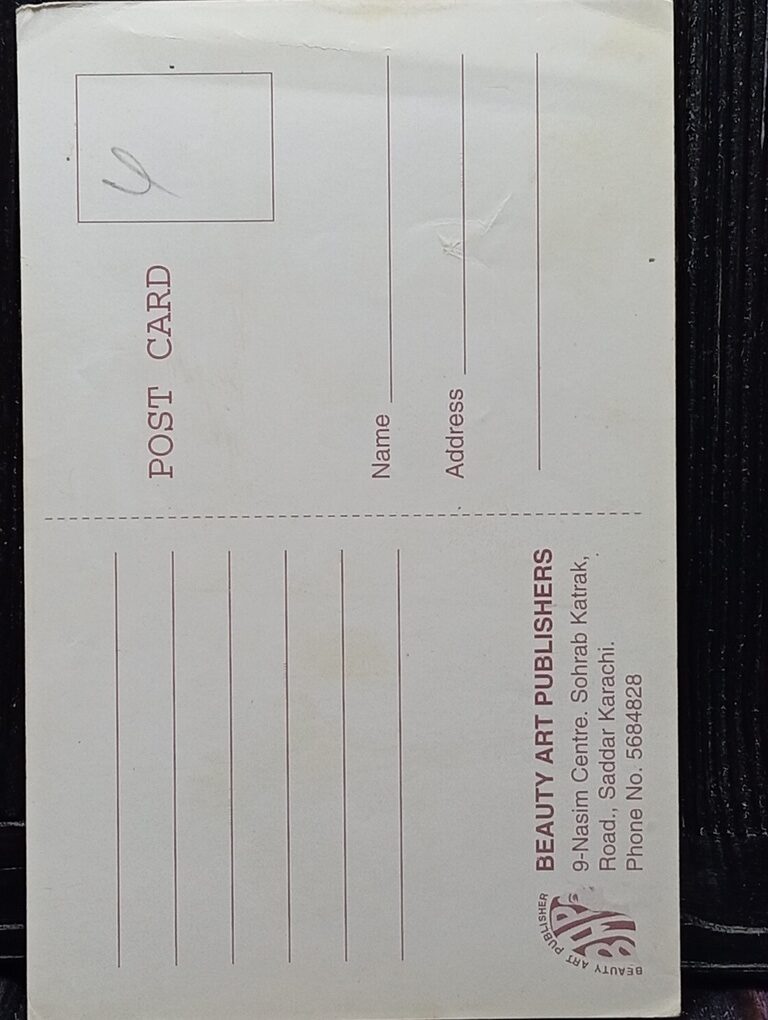 POST CARD
Name
Address
BEAUTY ART PUBLISHERS
9-Nasim Centre. Sohrab Katrak,
Road., Saddar Karachi.
Phone No. 5684828
BEAUTY ART PUBLISHER